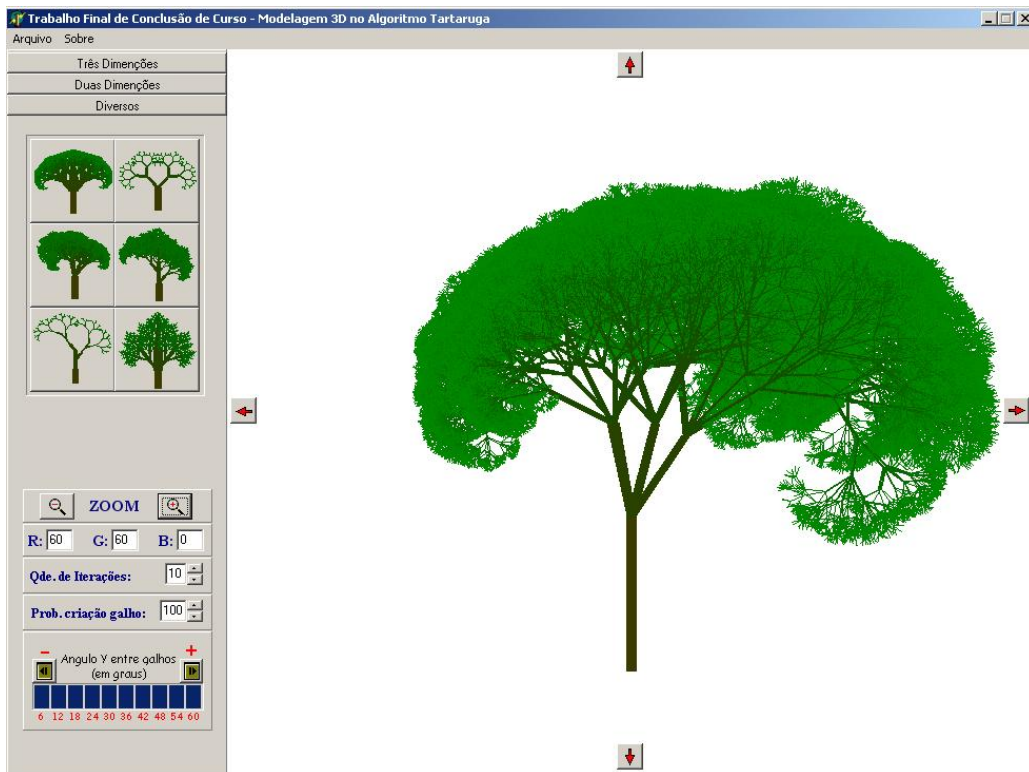 Trabalho Final de Conclusão de Curso - Modelagem 3D no Algoritmo Tartaruga
Arquivo Sobre
Três Dimenções
Duas Dimenções
Diversos
ZOOM
R: 60 G: 60 B: 0
Qde. de Iterações: 10
Prob. criação galho: 100
- +
Angulo Y entre galhos
(em graus)
6 12 18 24 30 36 42 48 54 60